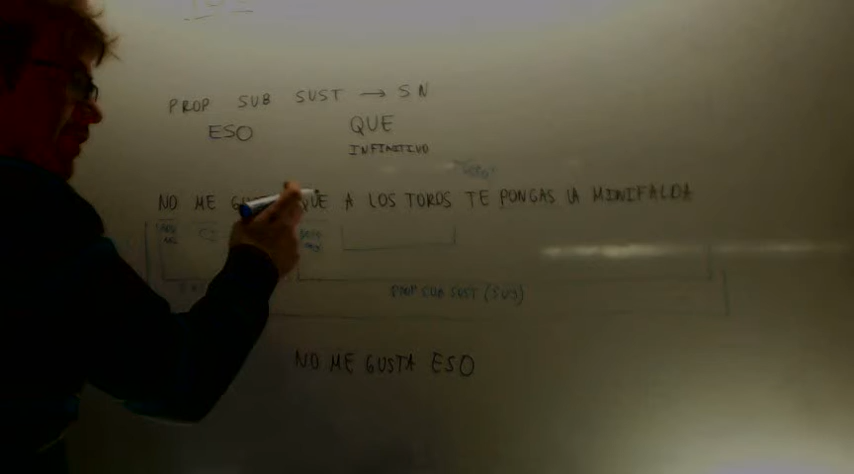 PROP SUB SUST → SN
ESO QUE
INFINITIVO
NO ME QUE A LOS TOROS TE PONGAS LA MINIFALDA
PROP SUB SUST (SUJ)
NO ME GUSTA ESO